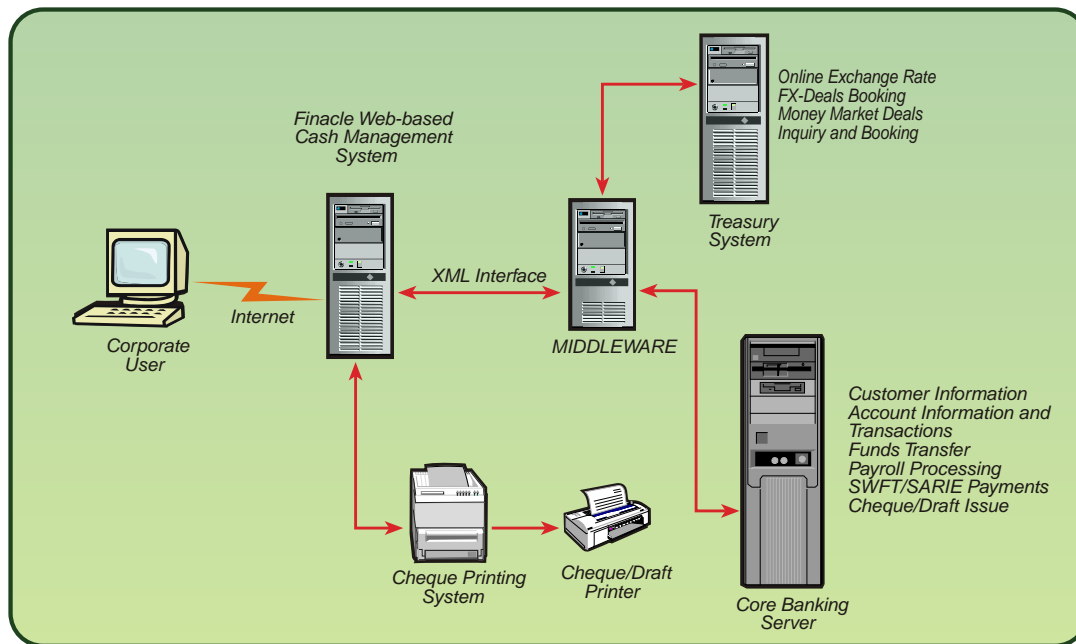 Finacle Web-based
Cash Management
System
Online Exchange Rate
FX-Deals Booking
Money Market Deals
Inquiry and Booking
Treasury
System
XML Interface
Internet
Corporate
User
MIDDLEWARE
Customer Information
Account Information and
Transactions
Funds Transfer
Payroll Processing
SWFT/SARIE Payments
Cheque/Draft Issue
Cheque Printing
System
Cheque/Draft
Printer
Core Banking
Server